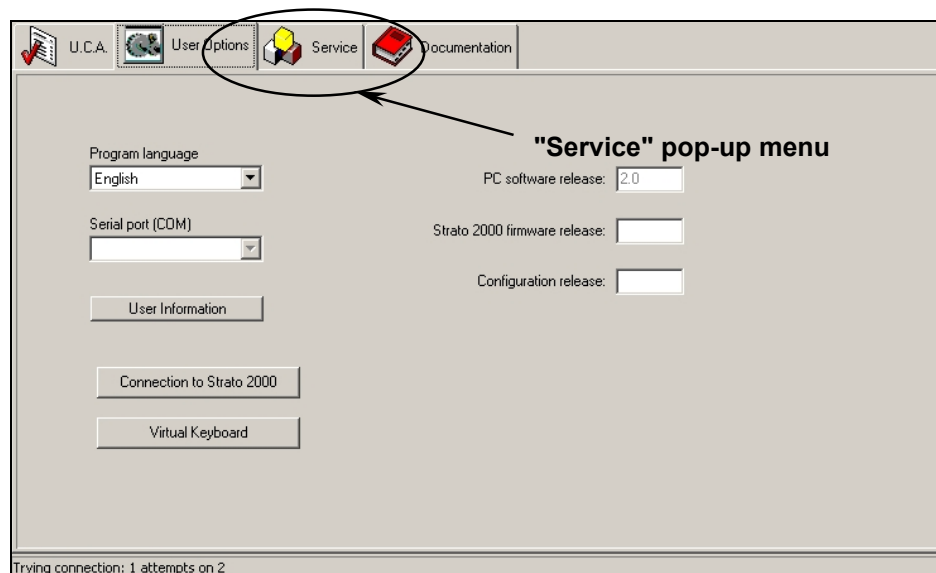 U.C.A. User Options Service Documentation
"Service" pop-up menu
Program language
English
PC software release: 2.0
Serial port (COM)
Strato 2000 firmware release:
Configuration release:
User Information
Connection to Strato 2000
Virtual Keyboard
Trying connection: 1 attempts on 2